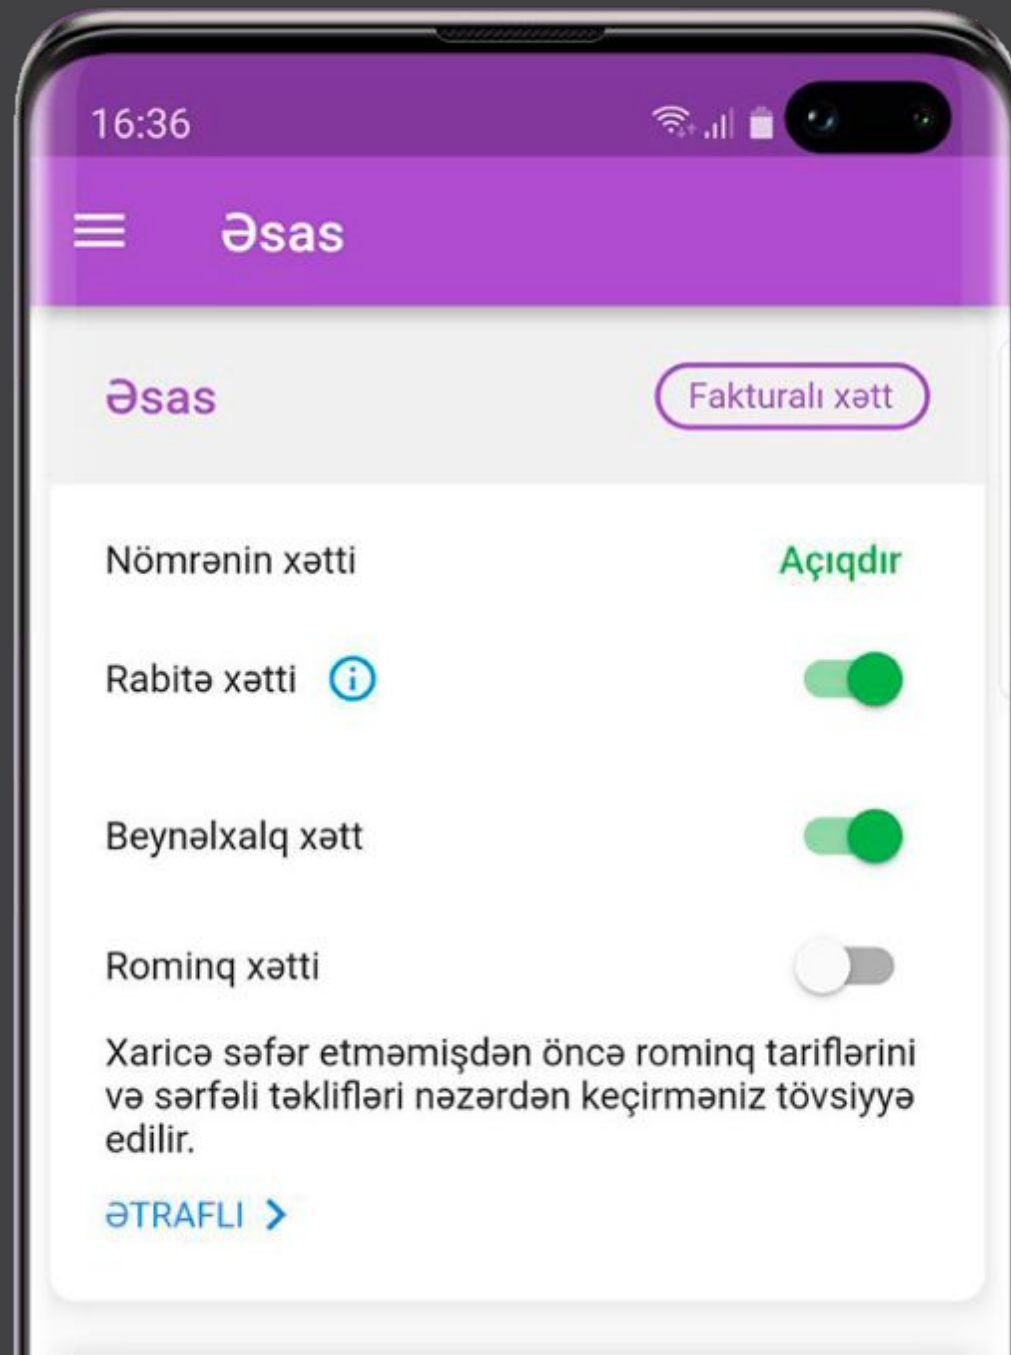 16:36
Əsas
Əsas
Fakturalı xətt
Nömrənin xətti
Açıqdır
Rabitə xətti
Beynəlxalq xətt
Rominq xətti
Xaricə səfər etməmişdən öncə rominq tariflərini
və sərfəli təklifləri nəzərdən keçirməniz tövsiyyə
edilir.
ƏTRAFLI